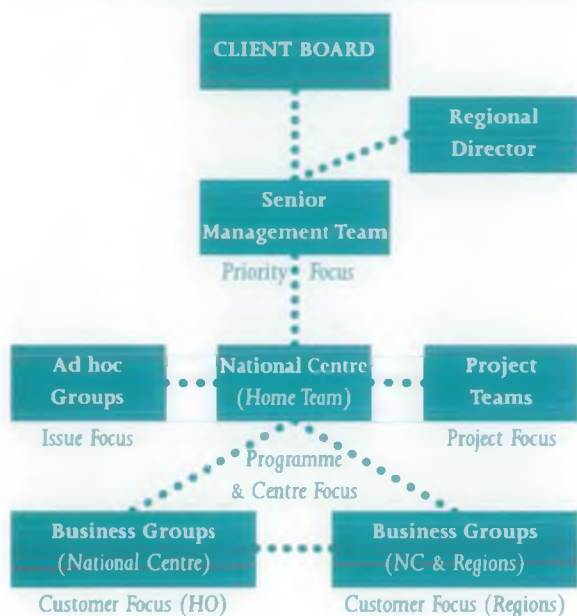 CLIENT BOARD
Regional
Director
Senior
Management Team
Priority Focus
Ad hoc
Groups
Issue Focus
National Centre
(Home Team)
Project
Teams
Project Focus
Programme
& Centre Focus
Business Groups
(National Centre)
Customer Focus (HO)
Business Groups
(NC & Regions)
Customer Focus (Regions)